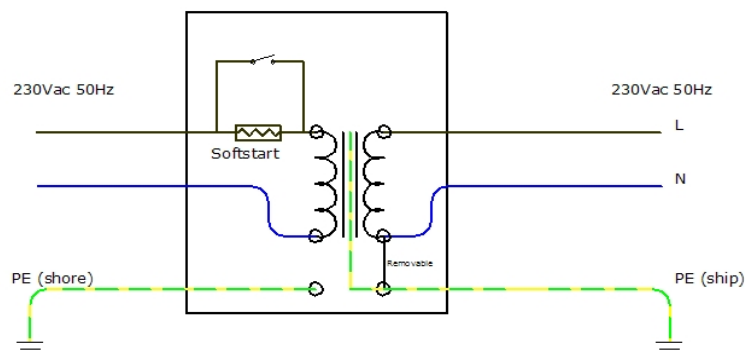 230Vac 50Hz
230Vac 50Hz
L
Softstart
N
Removable
PE (shore)
PE (ship)